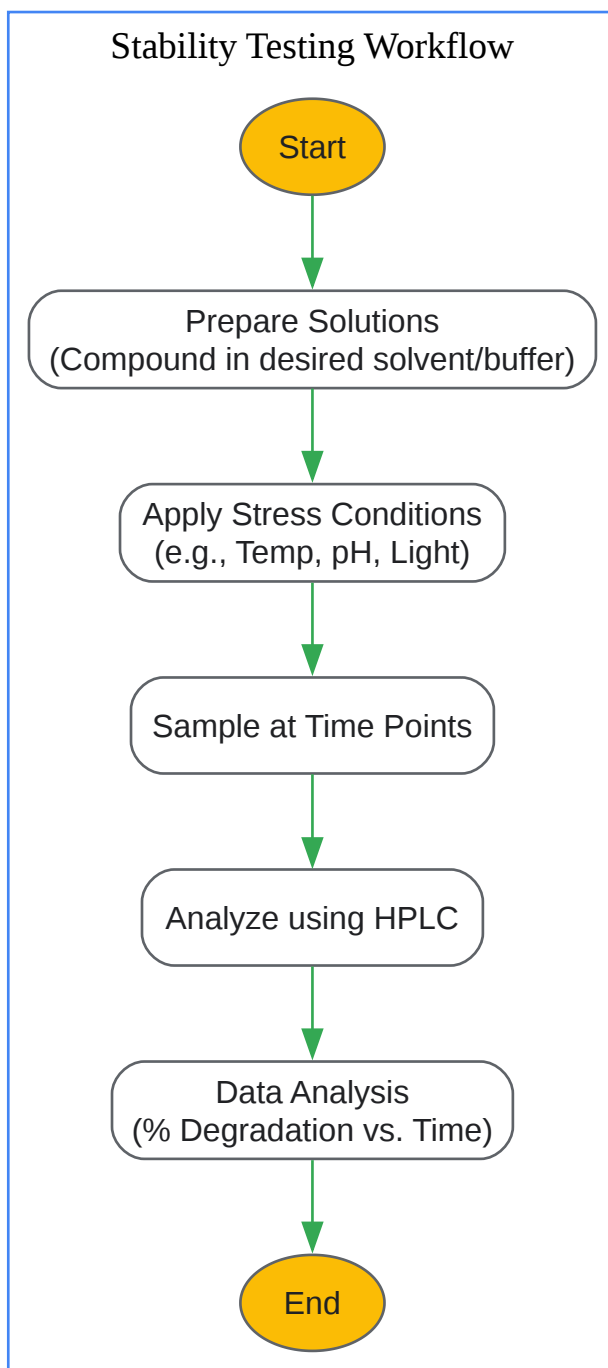 Stability Testing Workflow
Start
Prepare Solutions
(Compound in desired solvent/buffer)
Apply Stress Conditions
(e.g., Temp, pH, Light)
Sample at Time Points
Analyze using HPLC
Data Analysis
(% Degradation vs. Time)
End